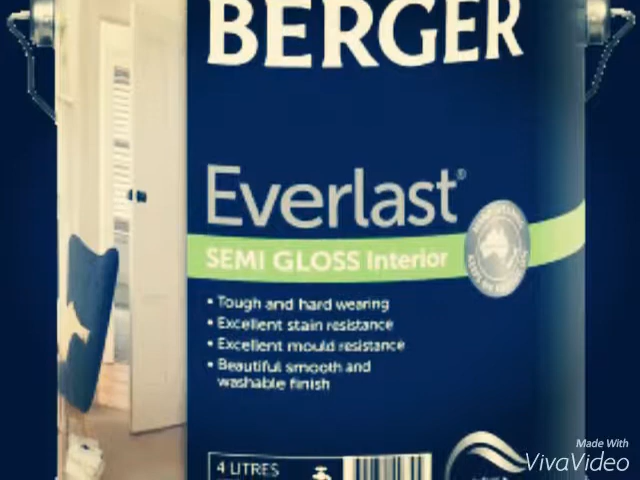 BERGER
Everlast®
SEMI GLOSS Interior
• Tough and hard wearing
• Excellent stain resistance
• Excellent mould resistance
• Beautiful smooth and
washable finish
4 LITRES
Made With
VivaVideo